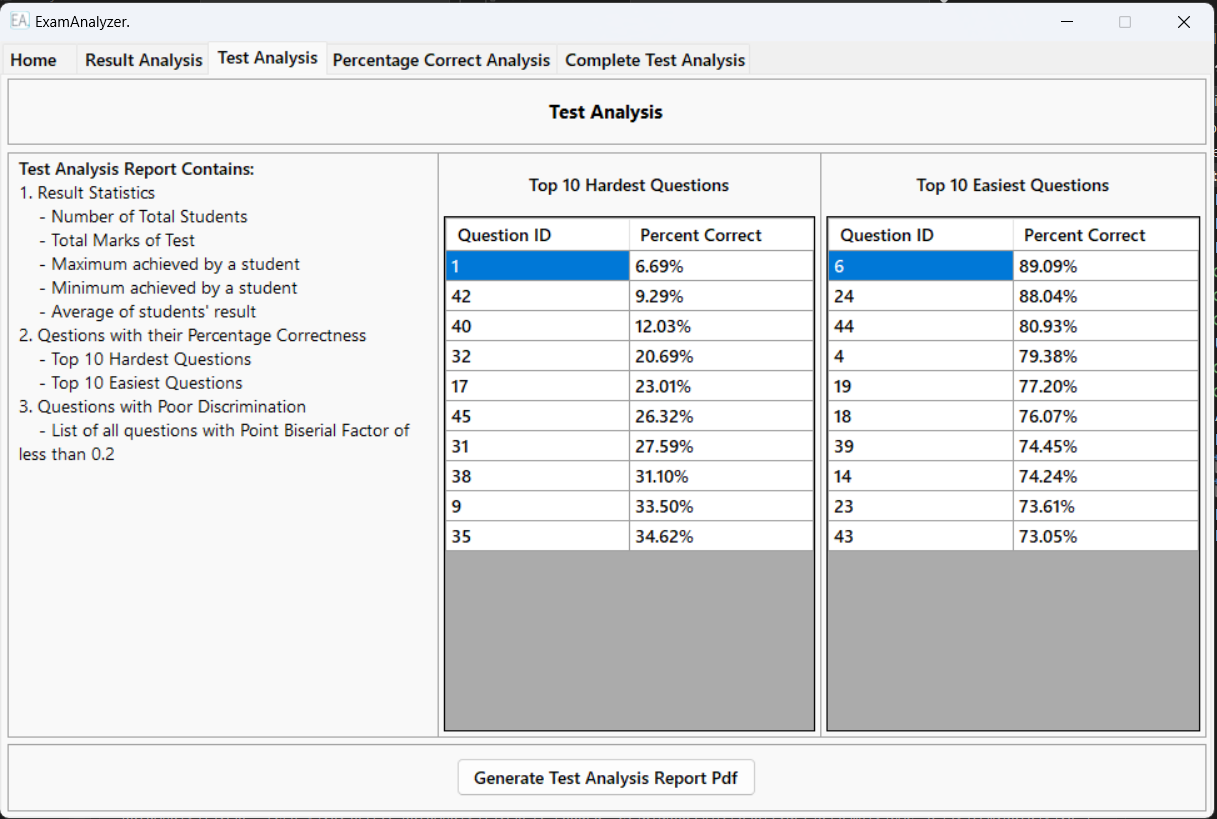 EA ExamAnalyzer.
Home Result Analysis Test Analysis Percentage Correct Analysis Complete Test Analysis
Test Analysis
Test Analysis Report Contains:
1. Result Statistics
- Number of Total Students
- Total Marks of Test
- Maximum achieved by a student
- Minimum achieved by a student
- Average of students' result
2. Qestions with their Percentage Correctness
- Top 10 Hardest Questions
- Top 10 Easiest Questions
3. Questions with Poor Discrimination
- List of all questions with Point Biserial Factor of
less than 0.2
Top 10 Hardest Questions
Question ID Percent Correct
1 6.69%
42 9.29%
40 12.03%
32 20.69%
17 23.01%
45 26.32%
31 27.59%
38 31.10%
9 33.50%
35 34.62%
Top 10 Easiest Questions
Question ID Percent Correct
6 89.09%
24 88.04%
44 80.93%
4 79.38%
19 77.20%
18 76.07%
39 74.45%
14 74.24%
23 73.61%
43 73.05%
Generate Test Analysis Report Pdf